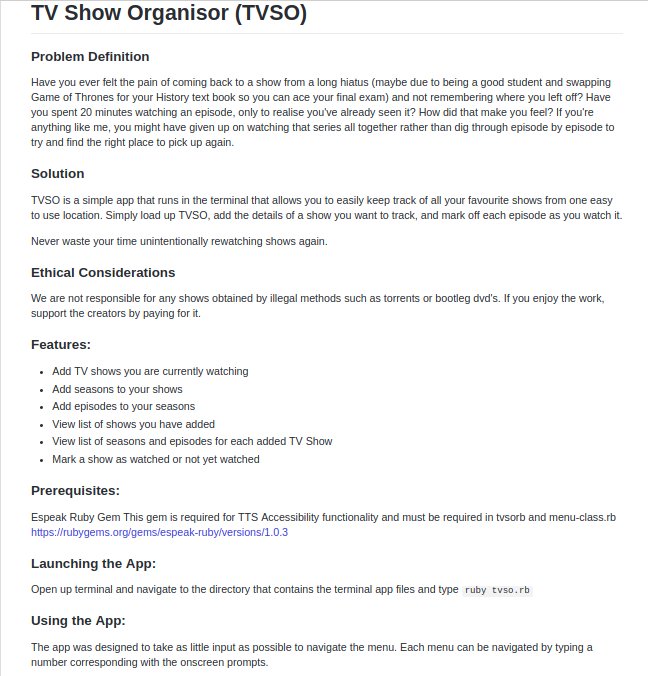 TV Show Organisor (TVSO)
Problem Definition
Have you ever felt the pain of coming back to a show from a long hiatus (maybe due to being a good student and swapping
Game of Thrones for your History text book so you can ace your final exam) and not remembering where you left off? Have
you spent 20 minutes watching an episode, only to realise you've already seen it? How did that make you feel? If you're
anything like me, you might have given up on watching that series all together rather than dig through episode by episode to
try and find the right place to pick up again.
Solution
TVSO is a simple app that runs in the terminal that allows you to easily keep track of all your favourite shows from one easy
to use location. Simply load up TVSO, add the details of a show you want to track, and mark off each episode as you watch it.
Never waste your time unintentionally rewatching shows again.
Ethical Considerations
We are not responsible for any shows obtained by illegal methods such as torrents or bootleg dvd's. If you enjoy the work,
support the creators by paying for it.
Features:
• Add TV shows you are currently watching
• Add seasons to your shows
• Add episodes to your seasons
• View list of shows you have added
• View list of seasons and episodes for each added TV Show
• Mark a show as watched or not yet watched
Prerequisites:
Espeak Ruby Gem This gem is required for TTS Accessibility functionality and must be required in tvsorb and menu-class.rb
https://rubygems.org/gems/espeak-ruby/versions/1.0.3
Launching the App:
Open up terminal and navigate to the directory that contains the terminal app files and type ruby tvso.rb
Using the App:
The app was designed to take as little input as possible to navigate the menu. Each menu can be navigated by typing a
number corresponding with the onscreen prompts.